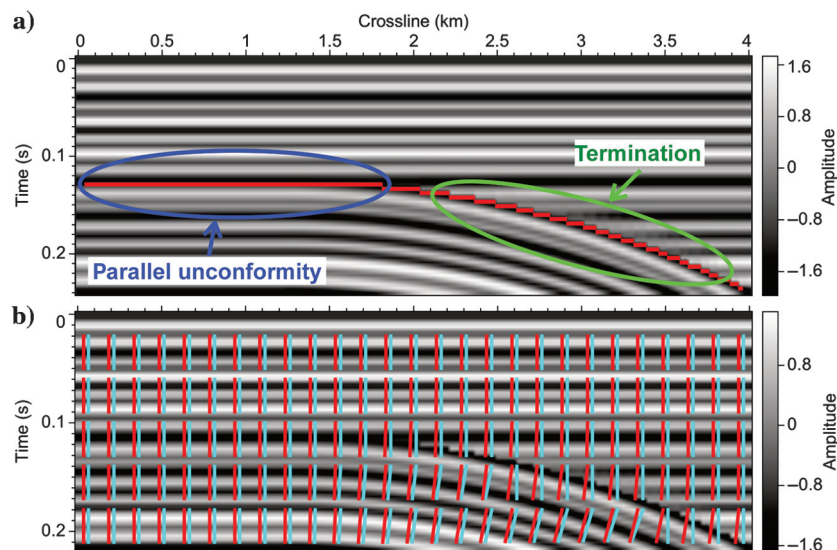 Crossline (km)
a)
0 0.5 1 1.5 2 2.5 3 3.5 4
0
0.1
0.2
Time (s)
Termination
Parallel unconformity
1.6
0.8
0
−0.8
−1.6
Amplitude
b)
0
0.1
0.2
Time (s)
0.8
0
−0.8
−1.6
Amplitude